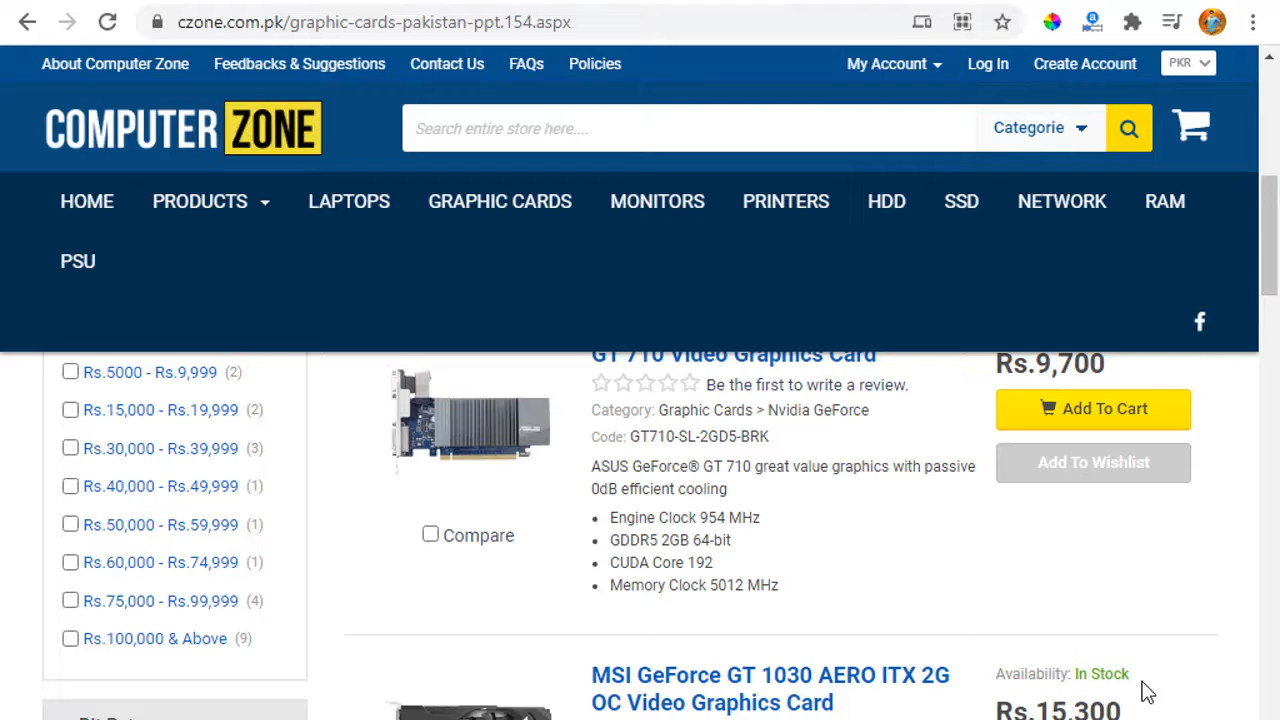 czone.com.pk/graphic-cards-pakistan-ppt.154.aspx
About Computer Zone Feedbacks & Suggestions Contact Us FAQs Policies My Account Log In Create Account PKR
COMPUTER ZONE
Search entire store here.... Categorie
HOME PRODUCTS LAPTOPS GRAPHIC CARDS MONITORS PRINTERS HDD SSD NETWORK RAM
PSU
Rs.5000 - Rs.9,999 (2)
Rs.15,000 - Rs.19,999 (2)
Rs.30,000 - Rs.39,999 (3)
Rs.40,000 - Rs.49,999 (1)
Rs.50,000 - Rs.59,999 (1)
Rs.60,000 - Rs.74,999 (1)
Rs.75,000 - Rs.99,999 (4)
Rs.100,000 & Above (9)
Compare
GT 710 Video Graphics Card
Be the first to write a review.
Category: Graphic Cards > Nvidia GeForce
Code: GT710-SL-2GD5-BRK
ASUS GeForce® GT 710 great value graphics with passive
0dB efficient cooling
• Engine Clock 954 MHz
• GDDR5 2GB 64-bit
• CUDA Core 192
• Memory Clock 5012 MHz
Rs.9,700
Add To Cart
Add To Wishlist
MSI GeForce GT 1030 AERO ITX 2G
OC Video Graphics Card
Availability: In Stock
Rs.15,300